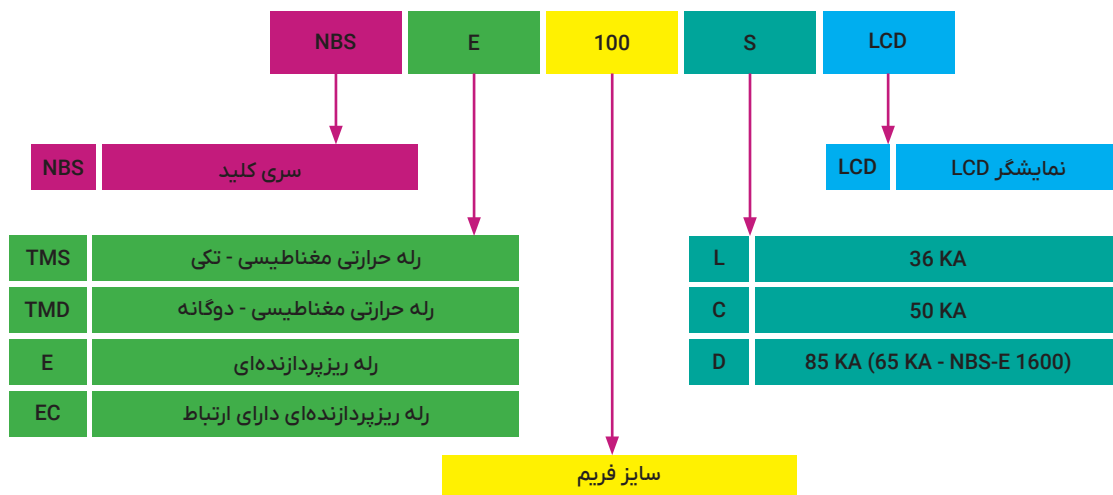 NBS E 100 S LCD
NBS سری کلید
LCD نمایشگر LCD
TMS رله حرارتی مغناطیسی - تکی
TMD رله حرارتی مغناطیسی - دوگانه
E رله ریزپردازنده‌ای
EC رله ریزپردازنده‌ای دارای ارتباط
L 36 KA
C 50 KA
D 85 KA (65 KA - NBS-E 1600)
سایز فریم